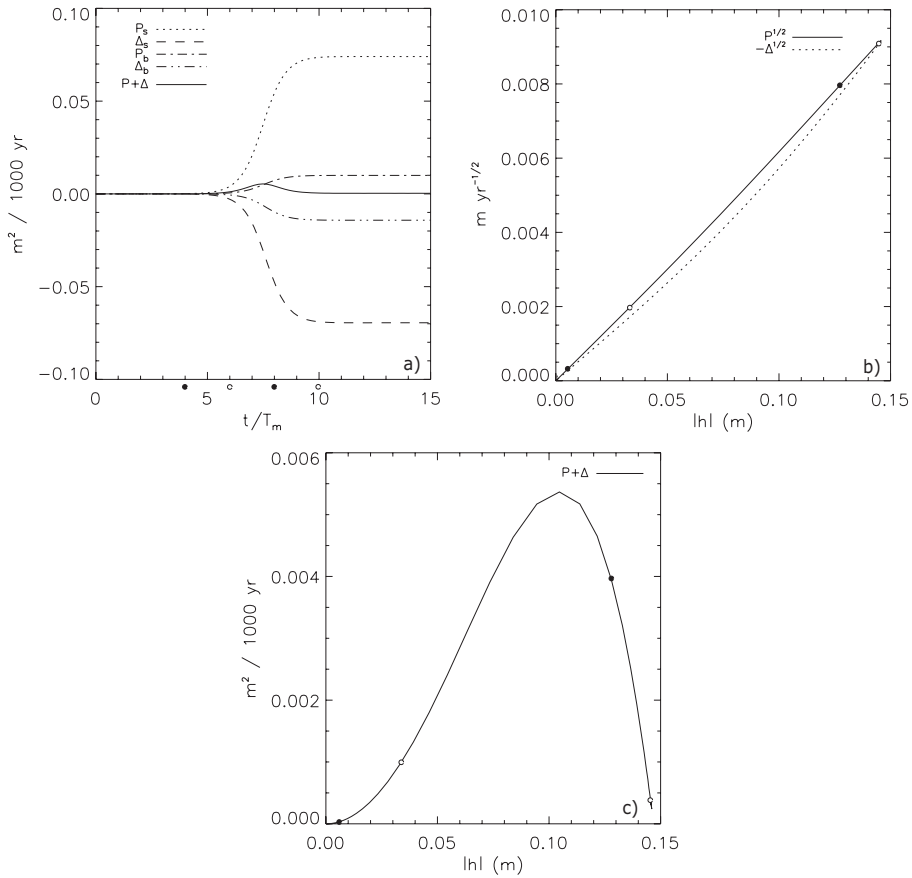 P_s
Δ_s
P_b
Δ_b
P+Δ
0.10
0.05
0.00
−0.05
−0.10
m² / 1000 yr
0 5 10 15
t/T_m
a)
P^1/2
−Δ^1/2
0.010
0.008
0.006
0.004
0.002
0.000
m yr^−1/2
0.00 0.05 0.10 0.15
|h| (m)
b)
P+Δ
0.006
0.004
0.002
0.000
m² / 1000 yr
0.00 0.05 0.10 0.15
|h| (m)
c)